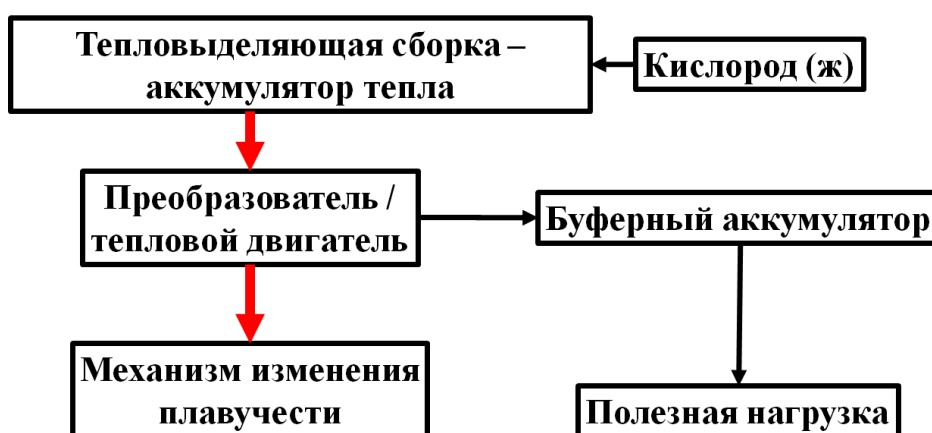 Тепловыделяющая сборка –
аккумулятор тепла
Кислород (ж)
Преобразователь /
тепловой двигатель
Буферный аккумулятор
Механизм изменения
плавучести
Полезная нагрузка